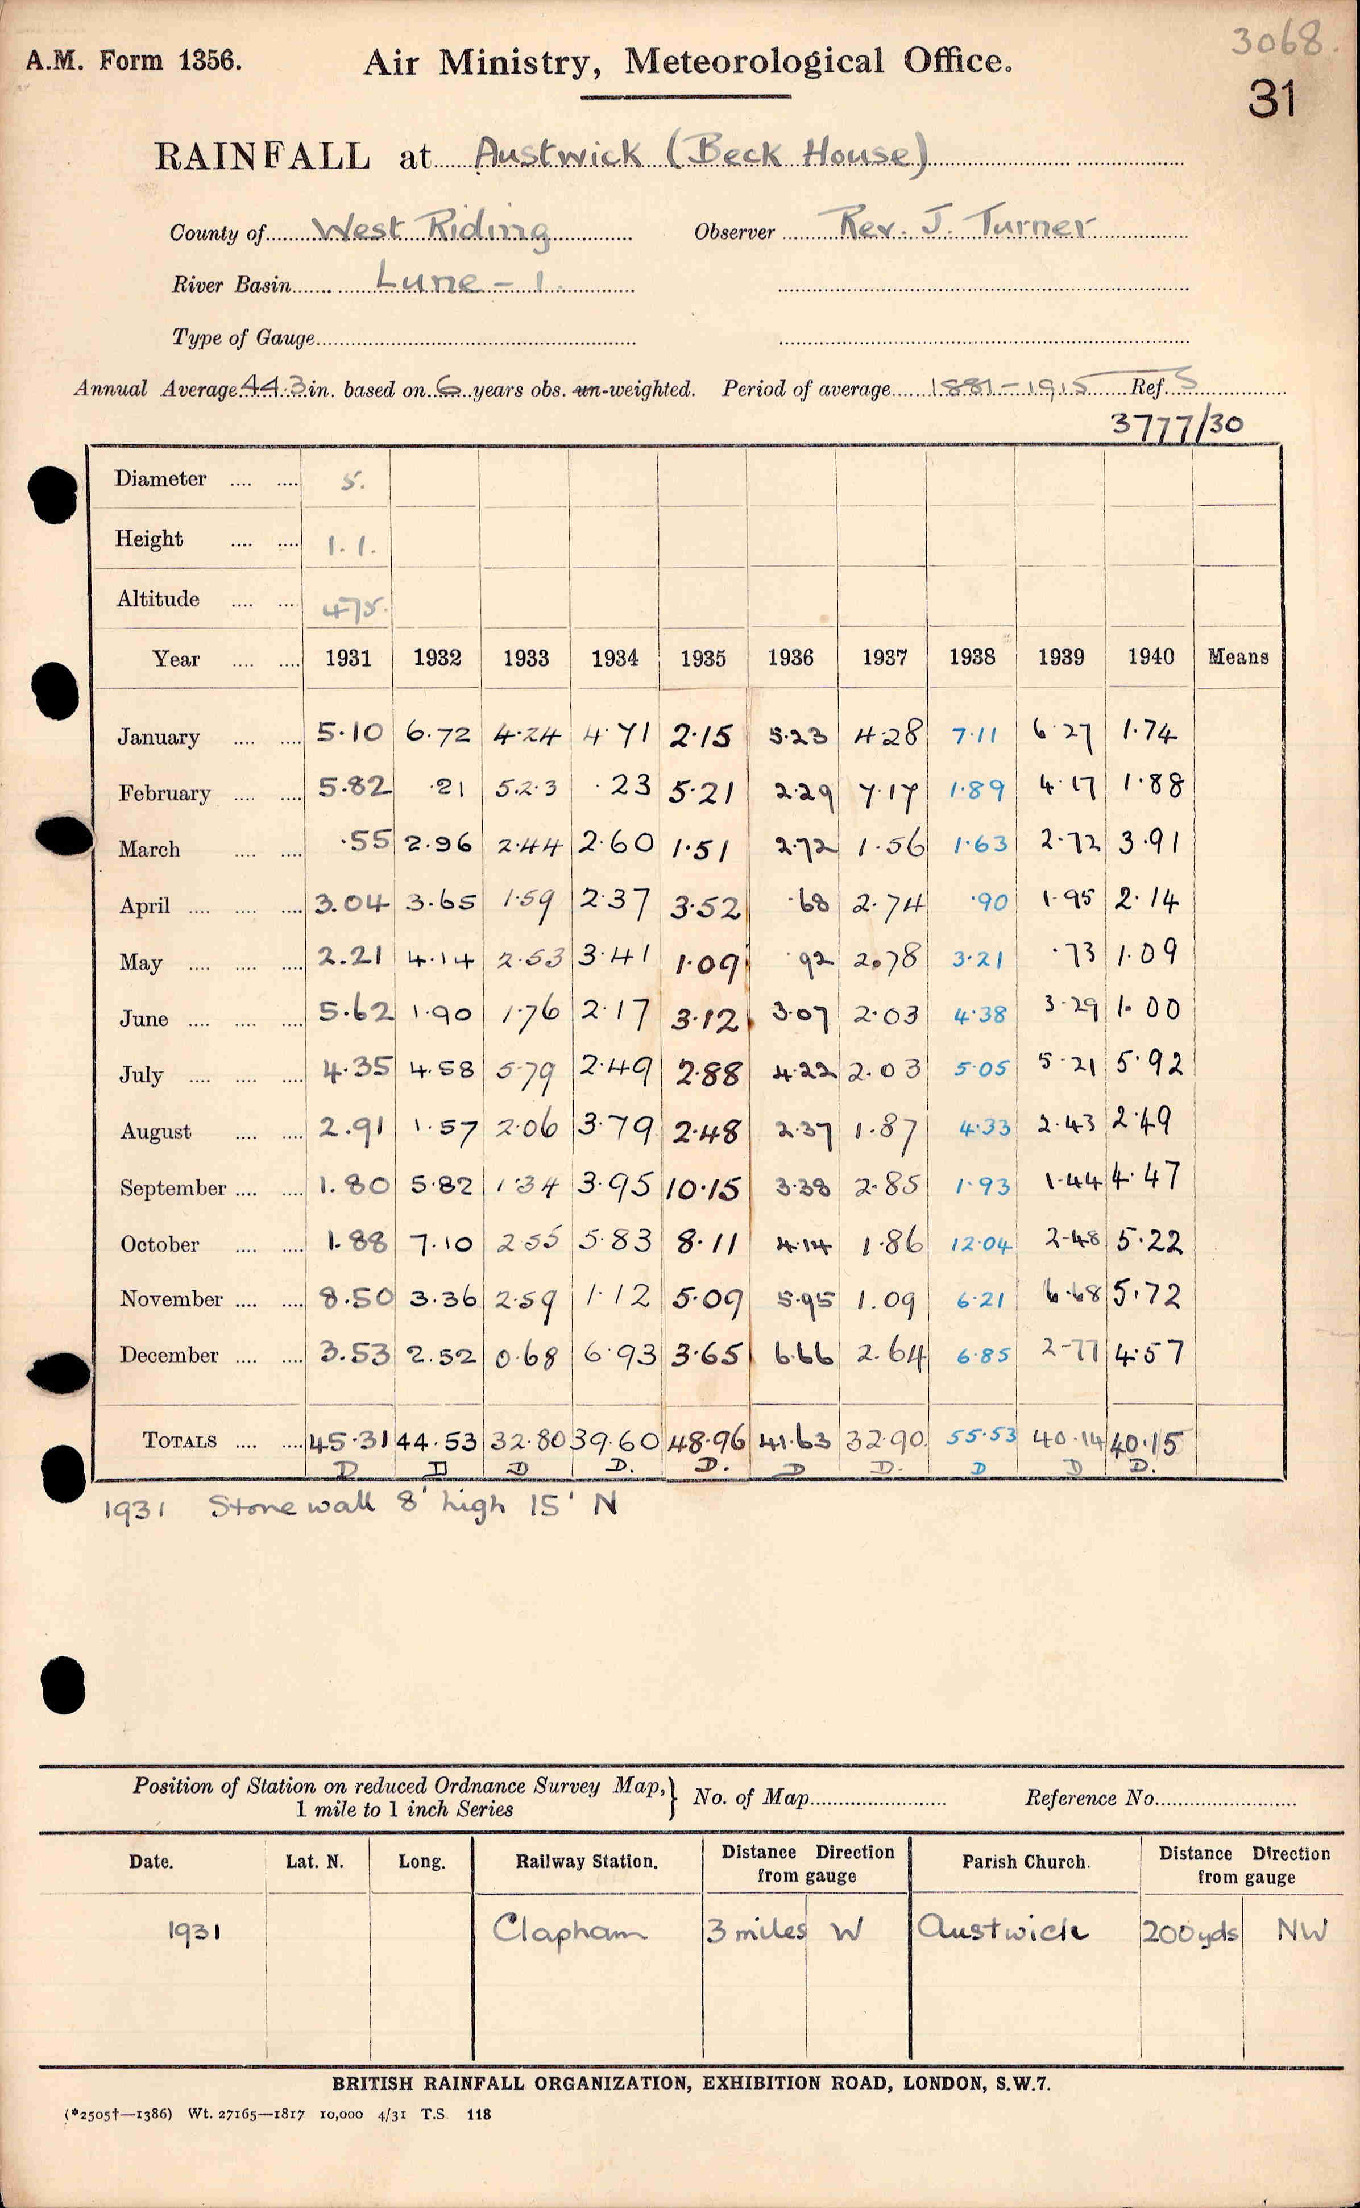 3068.
A.M. Form 1356. Air Ministry, Meteorological Office.
31
RAINFALL at Austwick (Beck House)
County of West Riding Observer Rev. J. Turner
River Basin Lune - 1.
Type of Gauge
Annual Average 44.3 in. based on 6 years obs. un-weighted. Period of average 1881-1915 Ref. S
3777/30
Diameter 5.
Height 1.1.
Altitude 475.
Year 1931 1932 1933 1934 1935 1936 1937 1938 1939 1940 Means
January 5.10 6.72 4.24 4.71 2.15 5.23 4.28 7.11 6.27 1.74
February 5.82 .21 5.23 .23 5.21 2.29 7.17 1.89 4.17 1.88
March .55 2.96 2.44 2.60 1.51 2.72 1.56 1.63 2.72 3.91
April 3.04 3.65 1.59 2.37 3.52 .68 2.74 .90 1.95 2.14
May 2.21 4.14 2.53 3.41 1.09 .92 2.78 3.21 .73 1.09
June 5.62 1.90 1.76 2.17 3.12 3.07 2.03 4.38 3.29 1.00
July 4.35 4.58 5.79 2.49 2.88 4.22 2.03 5.05 5.21 5.92
August 2.91 1.57 2.06 3.79 2.48 2.37 1.87 4.33 2.43 2.49
September 1.80 5.82 1.34 3.95 10.15 3.38 2.85 1.93 1.44 4.47
October 1.88 7.10 2.55 5.83 8.11 4.14 1.86 12.04 2.48 5.22
November 8.50 3.36 2.59 1.12 5.09 5.95 1.09 6.21 6.68 5.72
December 3.53 2.52 0.68 6.93 3.65 6.66 2.64 6.85 2.77 4.57
TOTALS 45.31 44.53 32.80 39.60 48.96 41.63 32.90 55.53 40.14 40.15
D D D D. D. D D. D D D.
1931 Stone wall 8' high 15' N
Position of Station on reduced Ordnance Survey Map, } No. of Map Reference No.
1 mile to 1 inch Series
Date. Lat. N. Long. Railway Station. Distance Direction from gauge Parish Church. Distance Direction from gauge
1931 Clapham 3 miles W Austwick 200 yds NW
BRITISH RAINFALL ORGANIZATION, EXHIBITION ROAD, LONDON, S.W.7.
(*2505†—1386) Wt. 27165—1817 10,000 4/31 T.S. 118